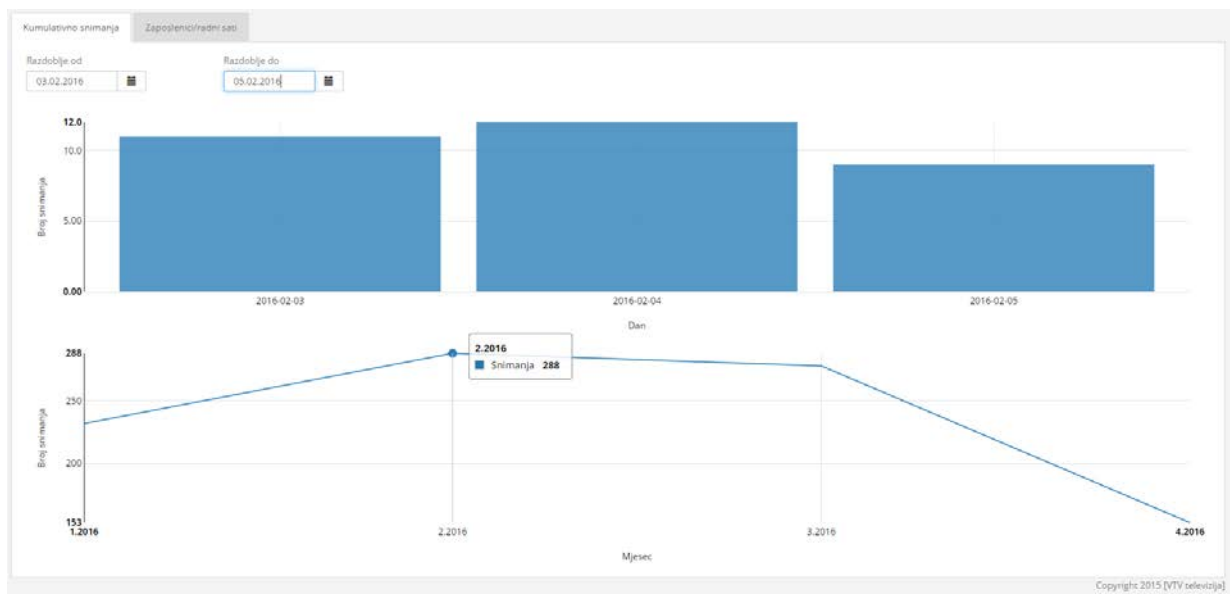 Kumulativno snimanja Zaposlenici/radni sati
Razdoblje od Razdoblje do
03.02.2016 05.02.2016
12.0
10.0
Broj snimanja
5.00
0.00
2016-02-03 2016-02-04 2016-02-05
Dan
288
2.2016
Snimanja 288
250
Broj snimanja
200
153
1.2016 2.2016 3.2016 4.2016
Mjesec
Copyright 2015 [VTV televizija]